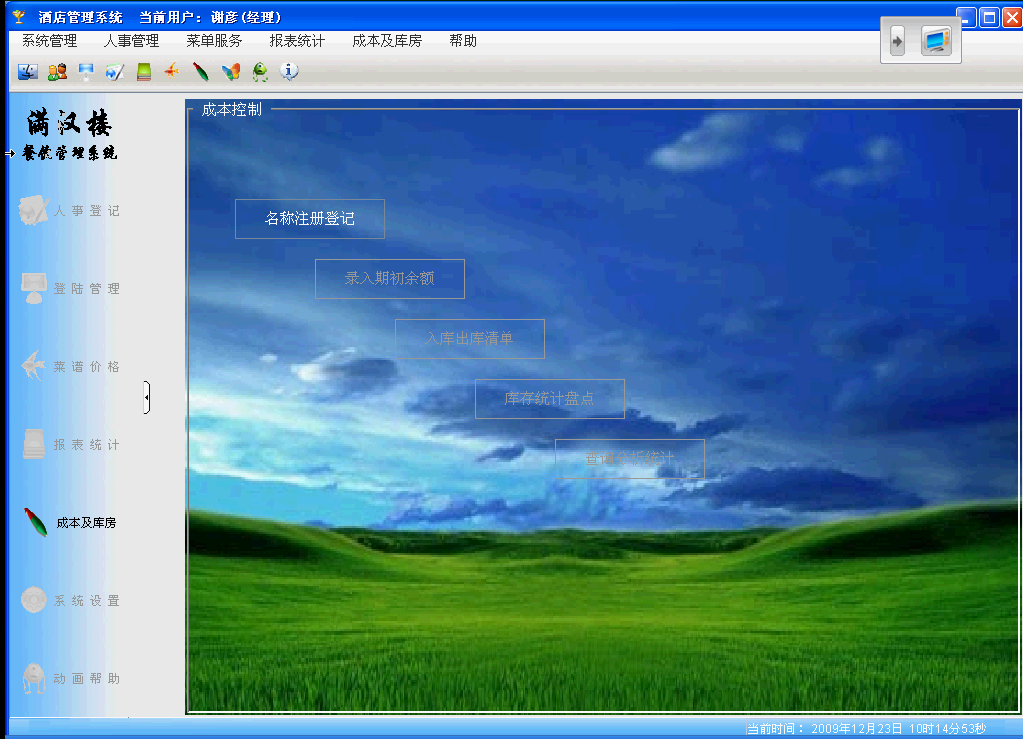 酒店管理系统 当前用户：谢彦(经理)
系统管理 人事管理 菜单服务 报表统计 成本及库房 帮助
满汉楼
餐饮管理系统
人事登记
登陆管理
菜谱价格
报表统计
成本及库房
系统设置
动画帮助
成本控制
名称注册登记
录入期初余额
入库出库清单
库存统计盘点
查询分析统计
当前时间： 2009年12月23日 10时14分53秒